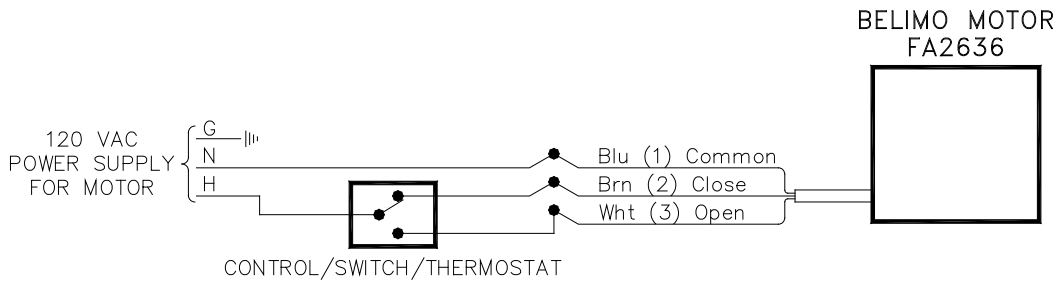 BELIMO MOTOR
FA2636
120 VAC
POWER SUPPLY
FOR MOTOR
G
N
H
Blu (1) Common
Brn (2) Close
Wht (3) Open
CONTROL/SWITCH/THERMOSTAT